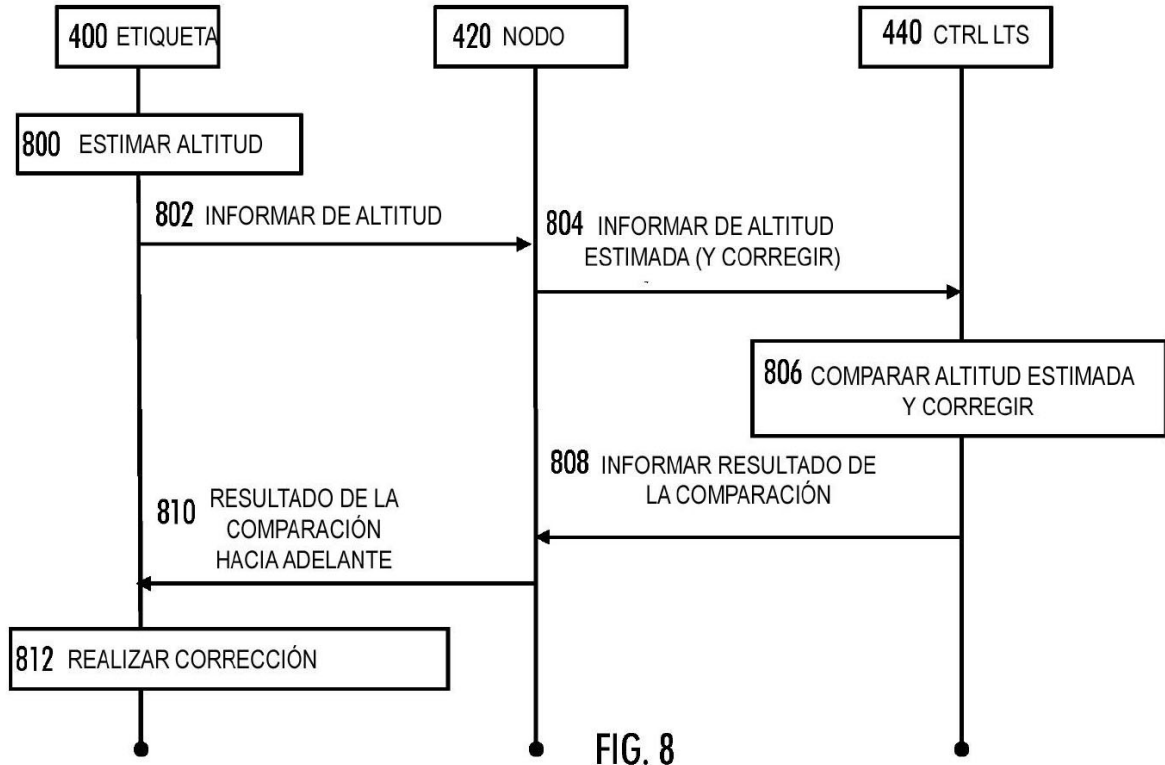 400 ETIQUETA
420 NODO
440 CTRL LTS
800 ESTIMAR ALTITUD
802 INFORMAR DE ALTITUD
804 INFORMAR DE ALTITUD
ESTIMADA (Y CORREGIR)
806 COMPARAR ALTITUD ESTIMADA
Y CORREGIR
808 INFORMAR RESULTADO DE
LA COMPARACIÓN
810 RESULTADO DE LA
COMPARACIÓN
HACIA ADELANTE
812 REALIZAR CORRECCIÓN
FIG. 8